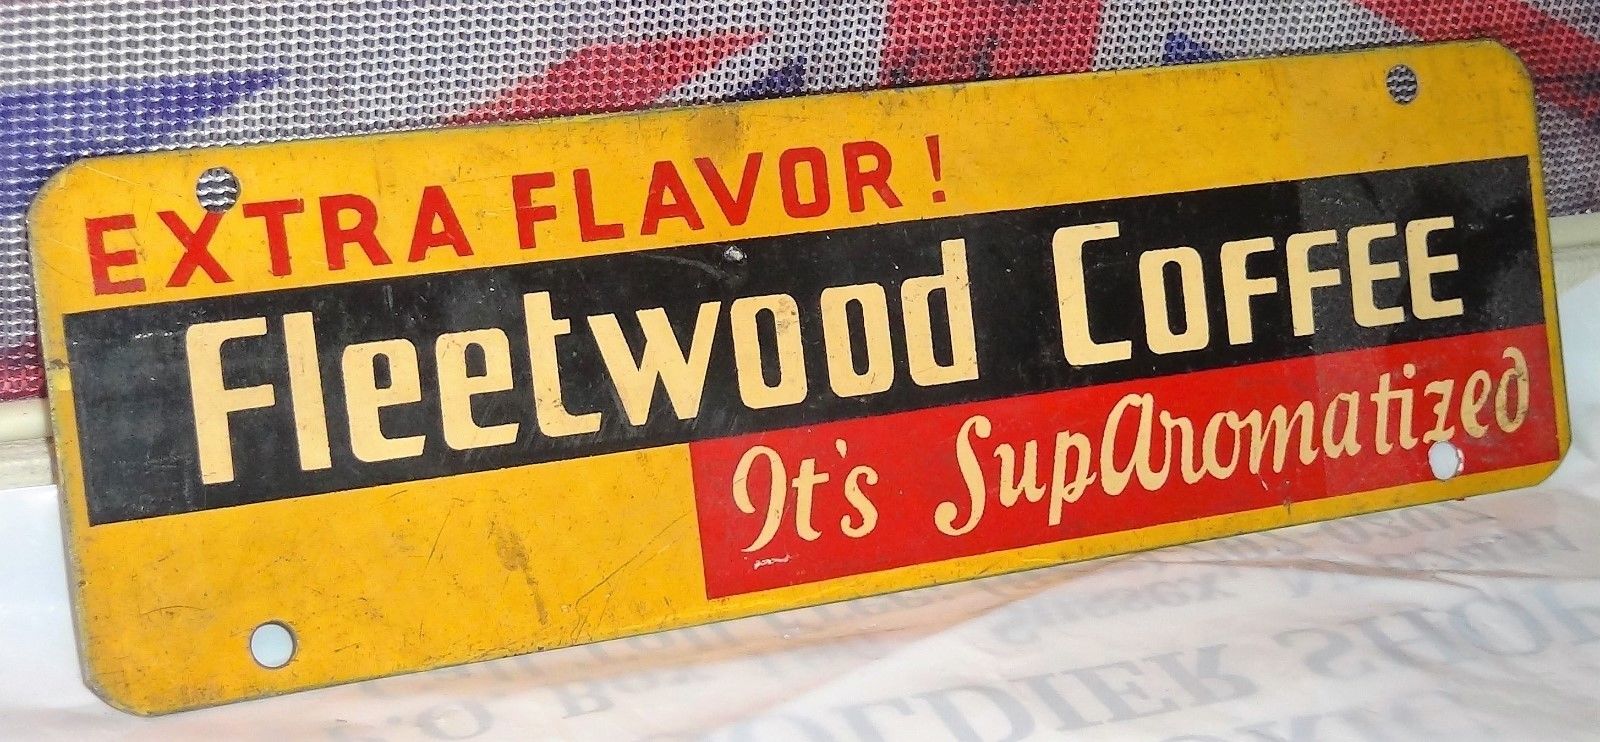 EXTRA FLAVOR!
Fleetwood COFFEE
It's SupAromatized